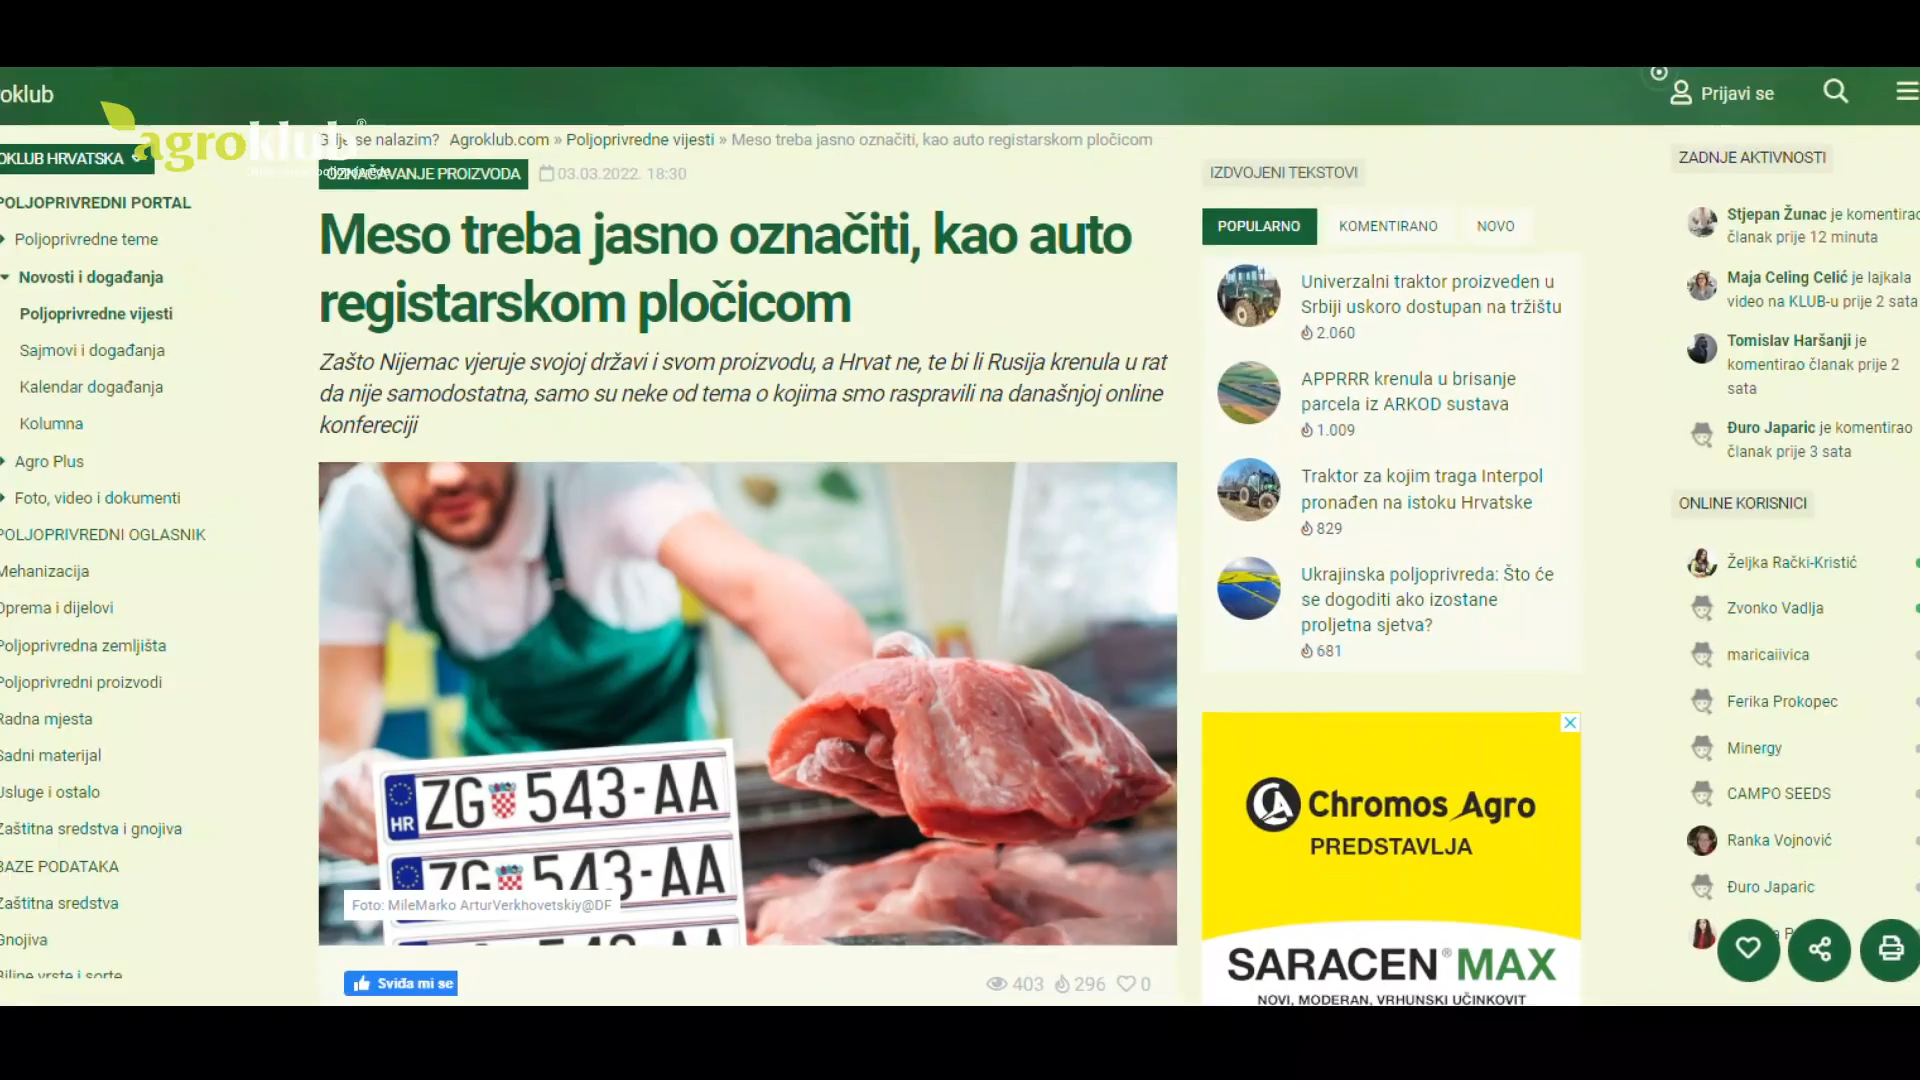 oklub
Prijavi se
agroklub®
OKLUB HRVATSKA
se nalazim? Agroklub.com » Poljoprivredne vijesti » Meso treba jasno označiti, kao auto registarskom pločicom
OZNAČAVANJE PROIZVODA
03.03.2022. 18:30
Meso treba jasno označiti, kao auto
registarskom pločicom
Zašto Nijemac vjeruje svojoj državi i svom proizvodu, a Hrvat ne, te bi li Rusija krenula u rat
da nije samodostatna, samo su neke od tema o kojima smo raspravili na današnjoj online
konfereciji
POLJOPRIVREDNI PORTAL
Poljoprivredne teme
Novosti i događanja
Poljoprivredne vijesti
Sajmovi i događanja
Kalendar događanja
Kolumna
Agro Plus
Foto, video i dokumenti
POLJOPRIVREDNI OGLASNIK
Mehanizacija
Oprema i dijelovi
Poljoprivredna zemljišta
Poljoprivredni proizvodi
Radna mjesta
Sadni materijal
Usluge i ostalo
Zaštitna sredstva i gnojiva
BAZE PODATAKA
Zaštitna sredstva
Gnojiva
Biljne vrste i sorte
HR ZG 543-AA
ZG 543-AA
Foto: MileMarko ArturVerkhovetskiy@DF
Sviđa mi se
403 296 0
IZDVOJENI TEKSTOVI
POPULARNO KOMENTIRANO NOVO
Univerzalni traktor proizveden u
Srbiji uskoro dostupan na tržištu
2.060
APPRRR krenula u brisanje
parcela iz ARKOD sustava
1.009
Traktor za kojim traga Interpol
pronađen na istoku Hrvatske
829
Ukrajinska poljoprivreda: Što će
se dogoditi ako izostane
proljetna sjetva?
681
Chromos Agro
PREDSTAVLJA
SARACEN® MAX
NOVI, MODERAN, VRHUNSKI UČINKOVIT
ZADNJE AKTIVNOSTI
Stjepan Žunac je komentirao
članak prije 12 minuta
Maja Celing Celić je lajkala
video na KLUB-u prije 2 sata
Tomislav Haršanji je
komentirao članak prije 2
sata
Đuro Japaric je komentirao
članak prije 3 sata
ONLINE KORISNICI
Željka Rački-Kristić
Zvonko Vadlja
maricaiivica
Ferika Prokopec
Minergy
CAMPO SEEDS
Ranka Vojnović
Đuro Japaric